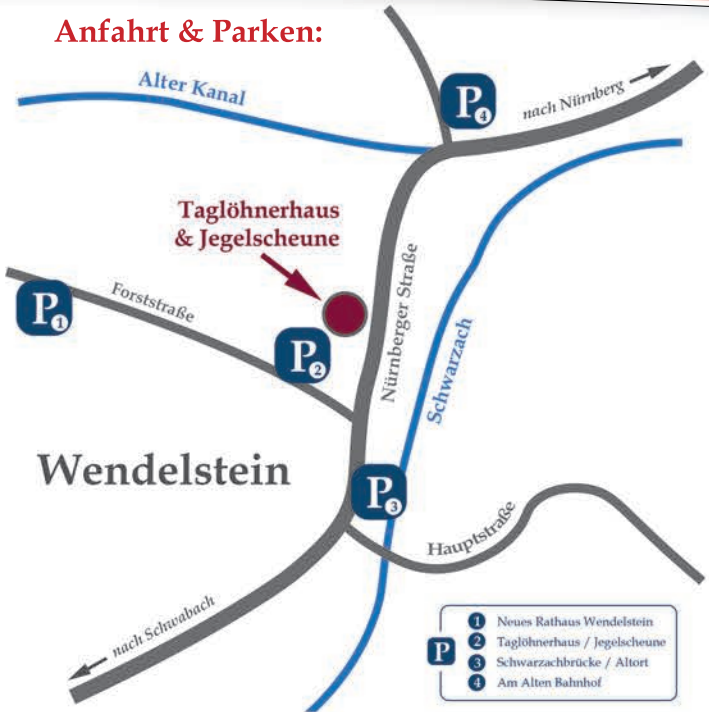 Anfahrt & Parken:
Alter Kanal
P4
nach Nürnberg
Taglöhnerhaus
& Jegelscheune
P1
Forststraße
P2
Nürnberger Straße
Schwarzach
Wendelstein
P3
Hauptstraße
nach Schwabach
P
1 Neues Rathaus Wendelstein
2 Taglöhnerhaus / Jegelscheune
3 Schwarzachbrücke / Altort
4 Am Alten Bahnhof